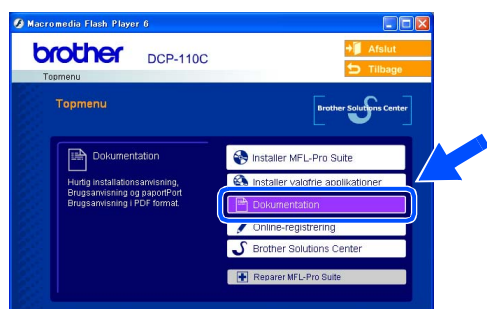 Macromedia Flash Player 6
brother
DCP-110C
Afslut
Tilbage
Topmenu
Topmenu
Brother Solutions Center
Dokumentation
Hurtig installationsanvisning,
Brugsanvisning og paportPort
Brugsanvisning i PDF format.
Installer MFL-Pro Suite
Installer valgfrie applikationer
Dokumentation
Online-registrering
Brother Solutions Center
Reparer MFL-Pro Suite